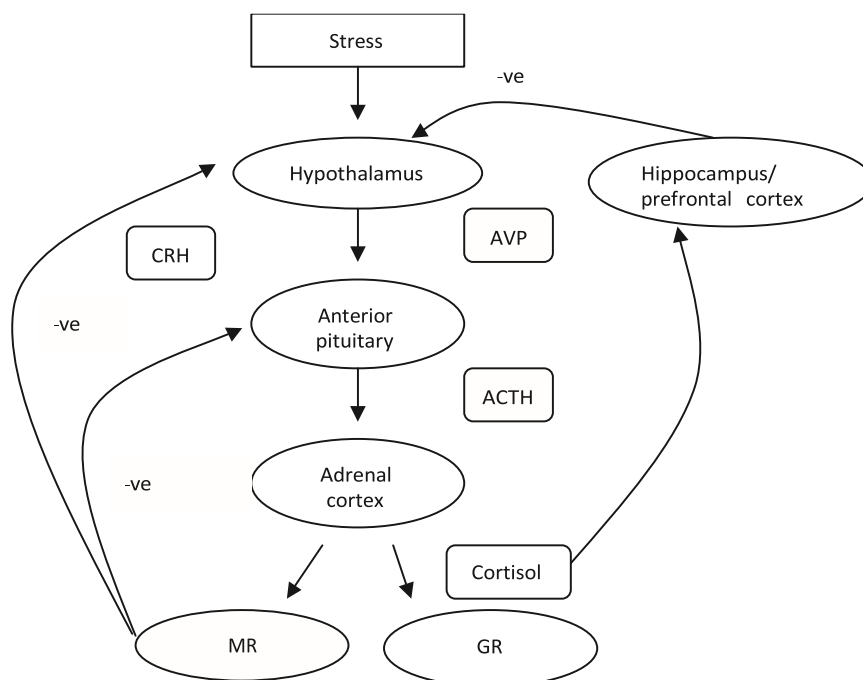 Stress
-ve
Hypothalamus
Hippocampus/
prefrontal cortex
CRH
AVP
-ve
Anterior
pituitary
ACTH
-ve
Adrenal
cortex
Cortisol
MR
GR